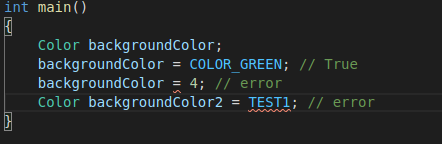 int main()
{
    Color backgroundColor;
    backgroundColor = COLOR_GREEN; // True
    backgroundColor = 4; // error
    Color backgroundColor2 = TEST1; // error
}